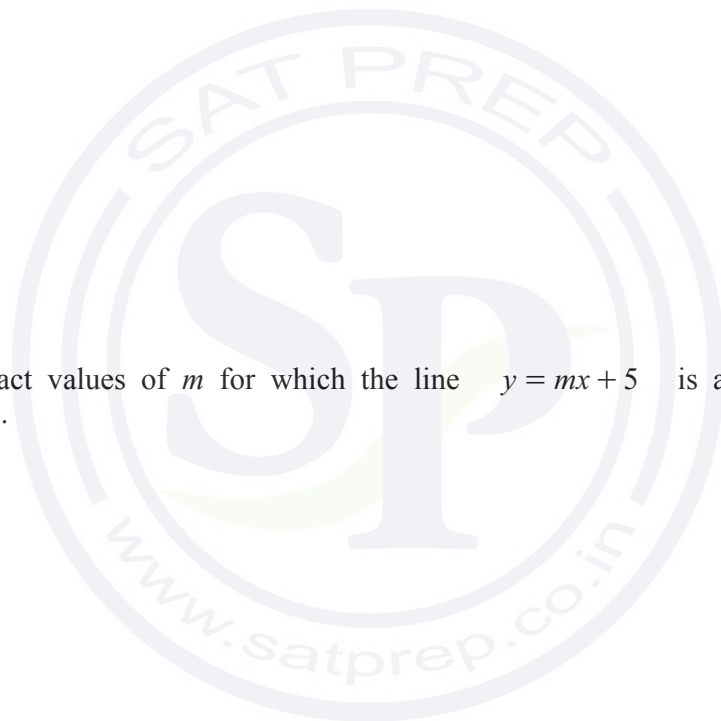 SAT PREP
SP
act values of m for which the line y = mx + 5 is a
.
www.satprep.co.in